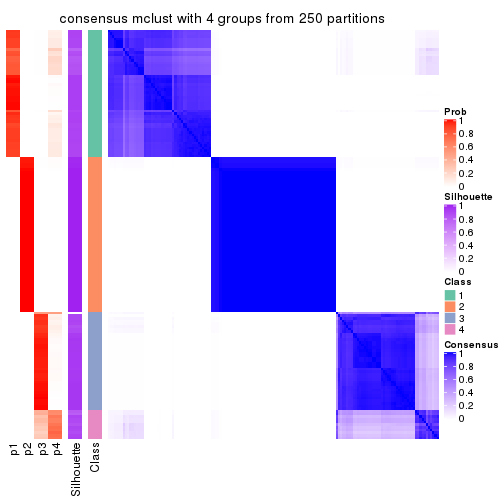 consensus mclust with 4 groups from 250 partitions
Prob
1
0.8
0.6
0.4
0.2
0
Silhouette
1
0.8
0.6
0.4
0.2
0
Class
1
2
3
4
Consensus
1
0.8
0.6
0.4
0.2
0
p1
p2
p3
p4
Silhouette
Class